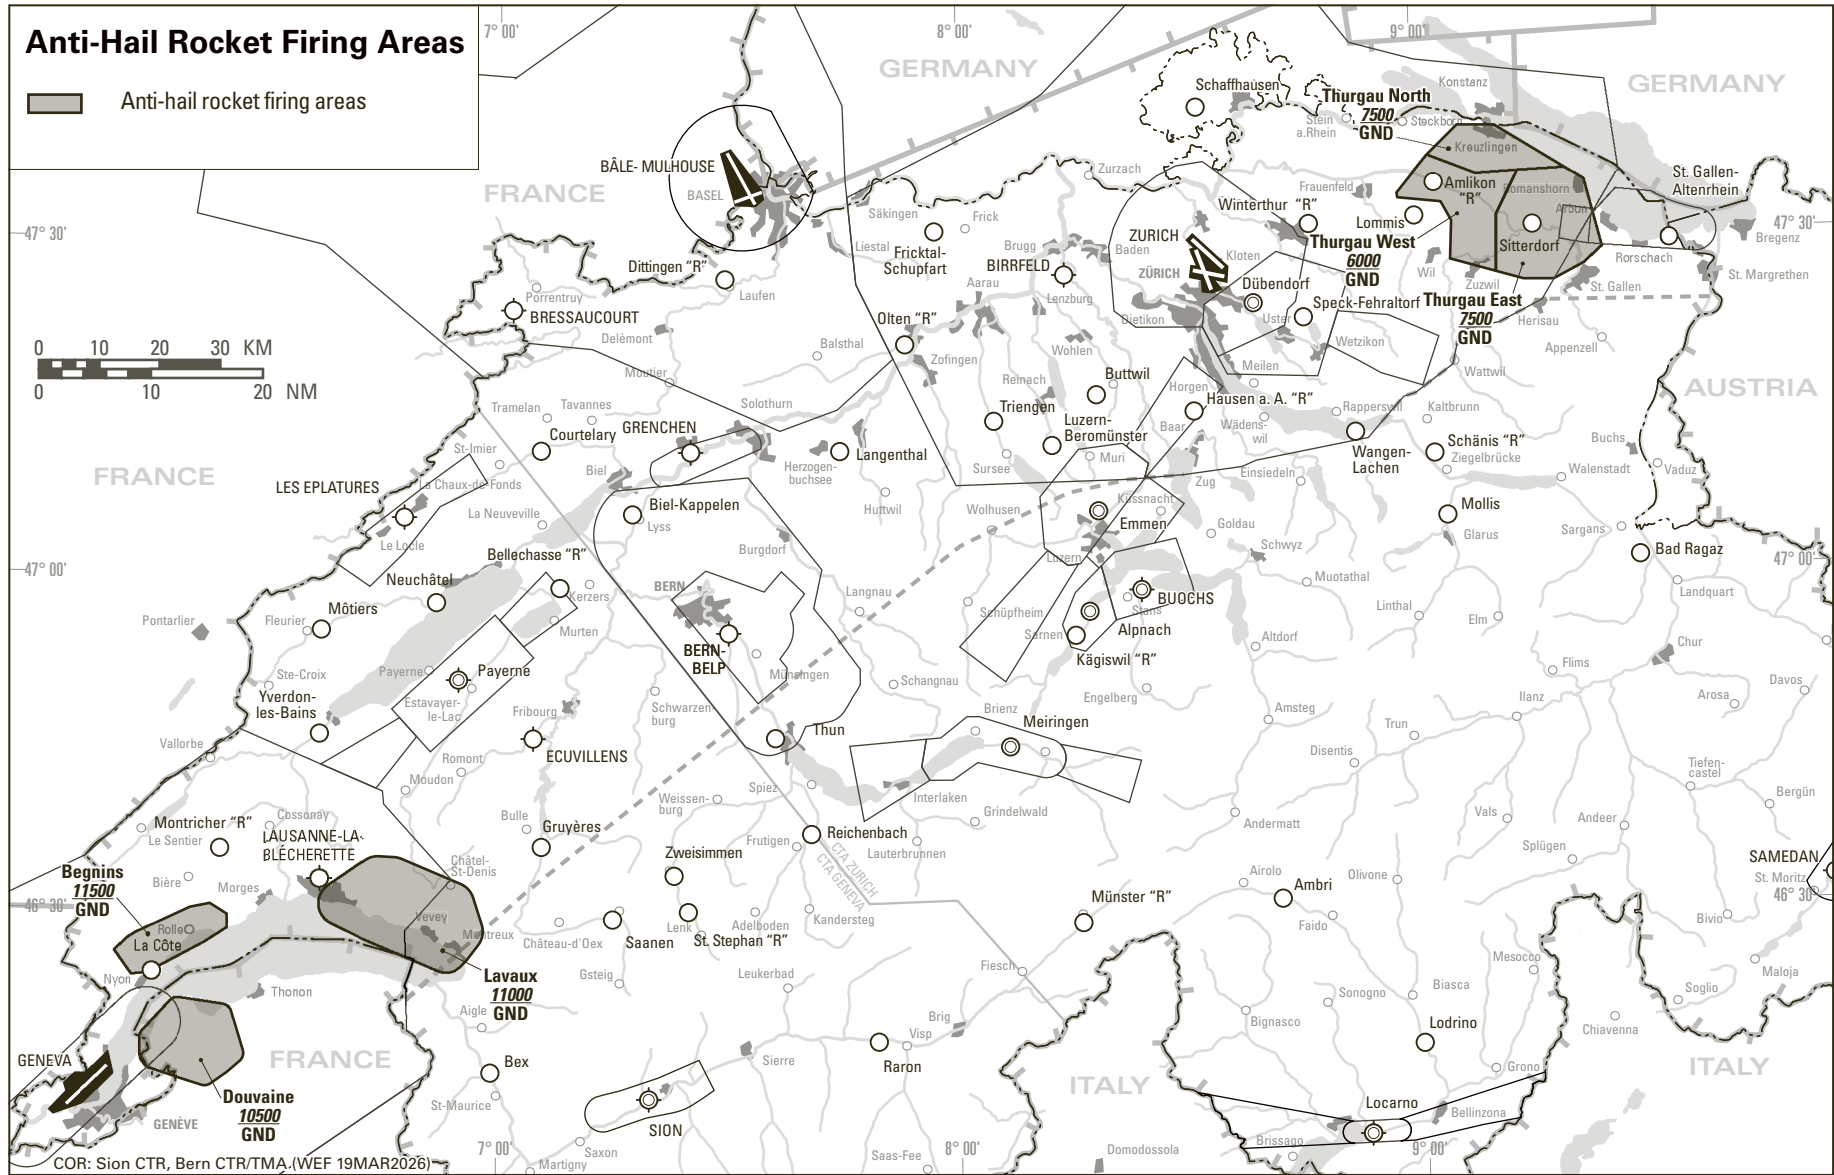 Anti-Hail Rocket Firing Areas
Anti-hail rocket firing areas
7° 00'
8° 00'
9° 00'
GERMANY
GERMANY
Konstanz
Schaffhausen
Thurgau North
7500
GND
Stein
a.Rhein
Steckborn
Kreuzlingen
BÂLE- MULHOUSE
BASEL
FRANCE
Zurzach
Frauenfeld
Amlikon
"R"
Romanshorn
St. Gallen-
Altenrhein
Säkingen
Frick
Winterthur "R"
Lommis
Arbon
47° 30'
47° 30'
Bregenz
Liestal
Fricktal-
Schupfart
Brugg
Baden
ZURICH
Kloten
Thurgau West
6000
GND
Sitterdorf
Rorschach
Dittingen "R"
Laufen
BIRRFELD
ZÜRICH
Wil
Zuzwil
St. Gallen
St. Margrethen
Porrentruy
BRESSAUCOURT
Aarau
Lenzburg
Dübendorf
Speck-Fehraltorf
Thurgau East
7500
GND
Olten "R"
Dietikon
Uster
Herisau
Delèmont
Balsthal
Wohlen
Wetzikon
Appenzell
0 10 20 30 KM
0 10 20 NM
Zofingen
Moutier
Reinach
Buttwil
Meilen
Horgen
Wattwil
AUSTRIA
Tramelan
Tavannes
Solothurn
Triengen
Hausen a. A. "R"
Rapperswil
Kaltbrunn
GRENCHEN
Courtelary
St-Imier
Luzern-
Beromünster
Baar
Wädens-
wil
Langenthal
Wangen-
Lachen
Schänis "R"
Ziegelbrücke
Buchs
FRANCE
Biel
Herzogen-
buchsee
Sursee
Muri
Einsiedeln
Walenstadt
Vaduz
LES EPLATURES
La Chaux-de-Fonds
Zug
Biel-Kappelen
Lyss
Huttwil
Wolhusen
Küssnacht
Emmen
Mollis
La Neuveville
Goldau
Glarus
Sargans
Le Locle
Burgdorf
Bellechasse "R"
Luzern
Schwyz
Bad Ragaz
47° 00'
47° 00'
Neuchâtel
Kerzers
BERN
Langnau
BUOCHS
Stans
Muotathal
Landquart
Môtiers
Fleurier
Pontarlier
Murten
Schüpfheim
Sarnen
Alpnach
Linthal
Elm
BERN-
BELP
Kägiswil "R"
Altdorf
Chur
Ste-Croix
Payerne
Payerne
Münsingen
Schangnau
Engelberg
Flims
Yverdon-
les-Bains
Estavayer-
le-Lac
Fribourg
Schwarzen-
burg
Brienz
Meiringen
Amsteg
Ilanz
Arosa
Davos
Thun
Trun
Vallorbe
Romont
ECUVILLENS
Disentis
Moudon
Tiefen-
castel
Spiez
Interlaken
Weissen-
burg
Grindelwald
Bergün
Cossonay
Bulle
Vals
Andeer
Montricher "R"
Le Sentier
LAUSANNE-LA-
BLÉCHERETTE
Gruyères
Frutigen
Reichenbach
Lauterbrunnen
Andermatt
Splügen
Zweisimmen
CTA ZÜRICH
CTA GENEVA
SAMEDAN
St. Moritz
Begnins
11500
GND
Bière
Morges
Châtel-
St-Denis
Airolo
Olivone
Ambri
46° 30'
46° 30'
Münster "R"
Vevey
Adelboden
Kandersteg
Faido
Bivio
Rolle
La Côte
Montreux
Château-d'Oex
Saanen
Lenk
St. Stephan "R"
Nyon
Lavaux
11000
GND
Gsteig
Leukerbad
Fiesch
Mesocco
Maloja
Thonon
Biasca
Sonogno
Soglio
Aigle
Bignasco
Lodrino
Chiavenna
Brig
Visp
GENEVA
FRANCE
Bex
Sierre
Raron
Grono
ITALY
ITALY
Douvaine
10500
GND
St-Maurice
Locarno
Bellinzona
GENÈVE
SION
Brissago
7° 00'
8° 00'
9° 00'
Saxon
Martigny
Saas-Fee
Domodossola
COR: Sion CTR, Bern CTR/TMA (WEF 19MAR2026)